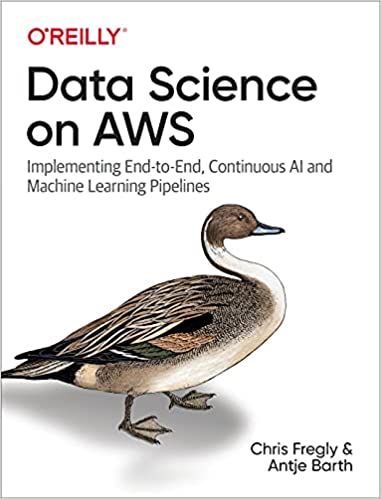 O'REILLY®
Data Science
on AWS
Implementing End-to-End, Continuous AI and
Machine Learning Pipelines
Chris Fregly &
Antje Barth